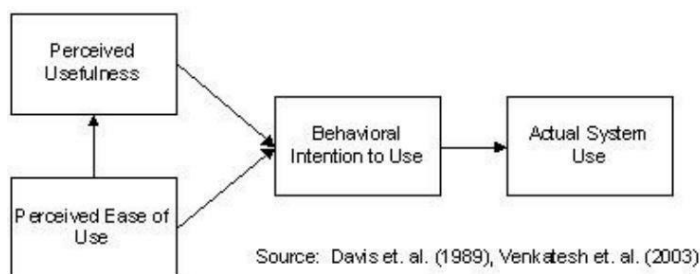 Perceived
Usefulness
Behavioral
Intention to Use
Actual System
Use
Perceived Ease of
Use
Source: Davis et. al. (1989), Venkatesh et. al. (2003)